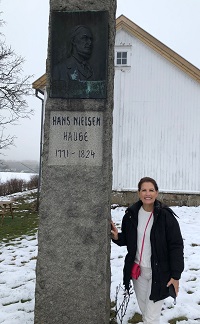 HANS NIELSEN
HAUGE
1771 - 1824